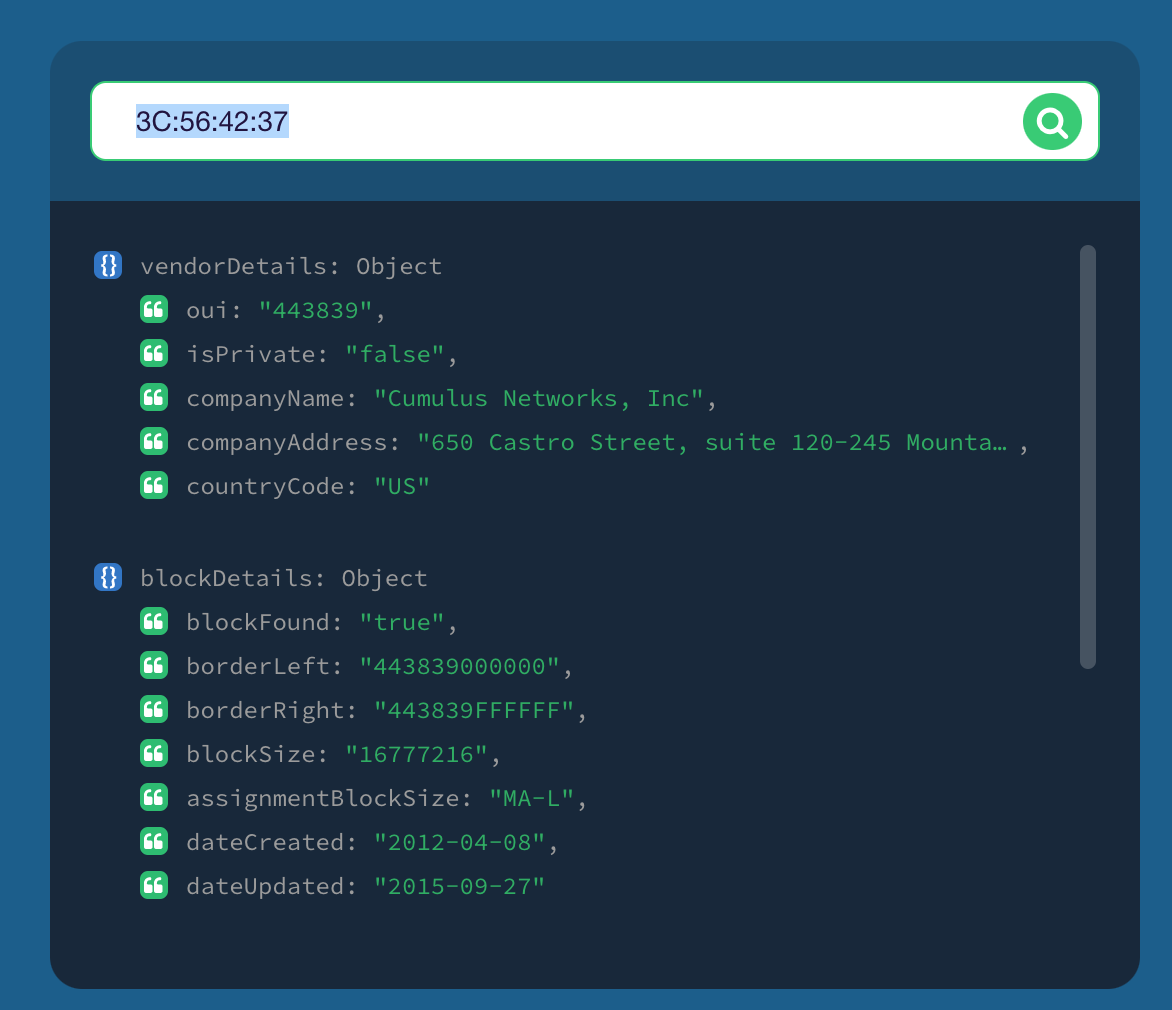 3C:56:42:37
{} vendorDetails: Object
oui: "443839",
isPrivate: "false",
companyName: "Cumulus Networks, Inc",
companyAddress: "650 Castro Street, suite 120-245 Mounta… ,
countryCode: "US"
{} blockDetails: Object
blockFound: "true",
borderLeft: "443839000000",
borderRight: "443839FFFFFF",
blockSize: "16777216",
assignmentBlockSize: "MA-L",
dateCreated: "2012-04-08",
dateUpdated: "2015-09-27"